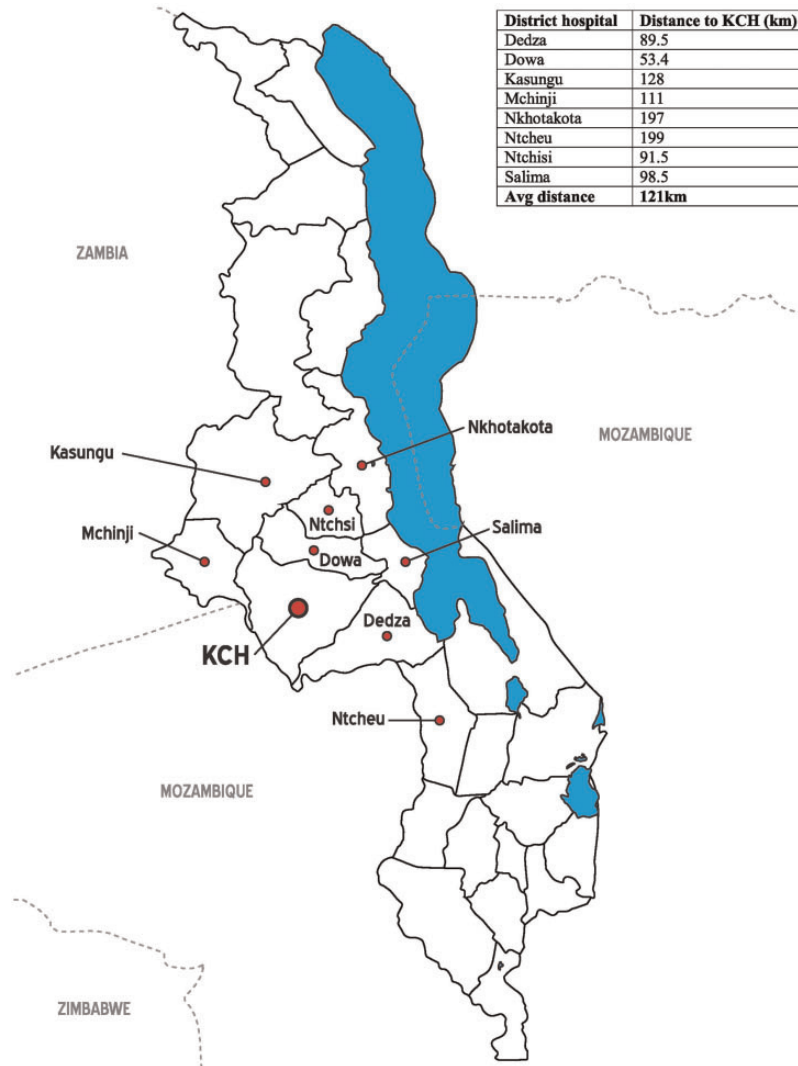 District hospital Distance to KCH (km)
Dedza 89.5
Dowa 53.4
Kasungu 128
Mchinji 111
Nkhotakota 197
Ntcheu 199
Ntchisi 91.5
Salima 98.5
Avg distance 121km
ZAMBIA
Nkhotakota
MOZAMBIQUE
Kasungu
Ntchsi
Salima
Mchinji
Dowa
Dedza
KCH
Ntcheu
MOZAMBIQUE
ZIMBABWE